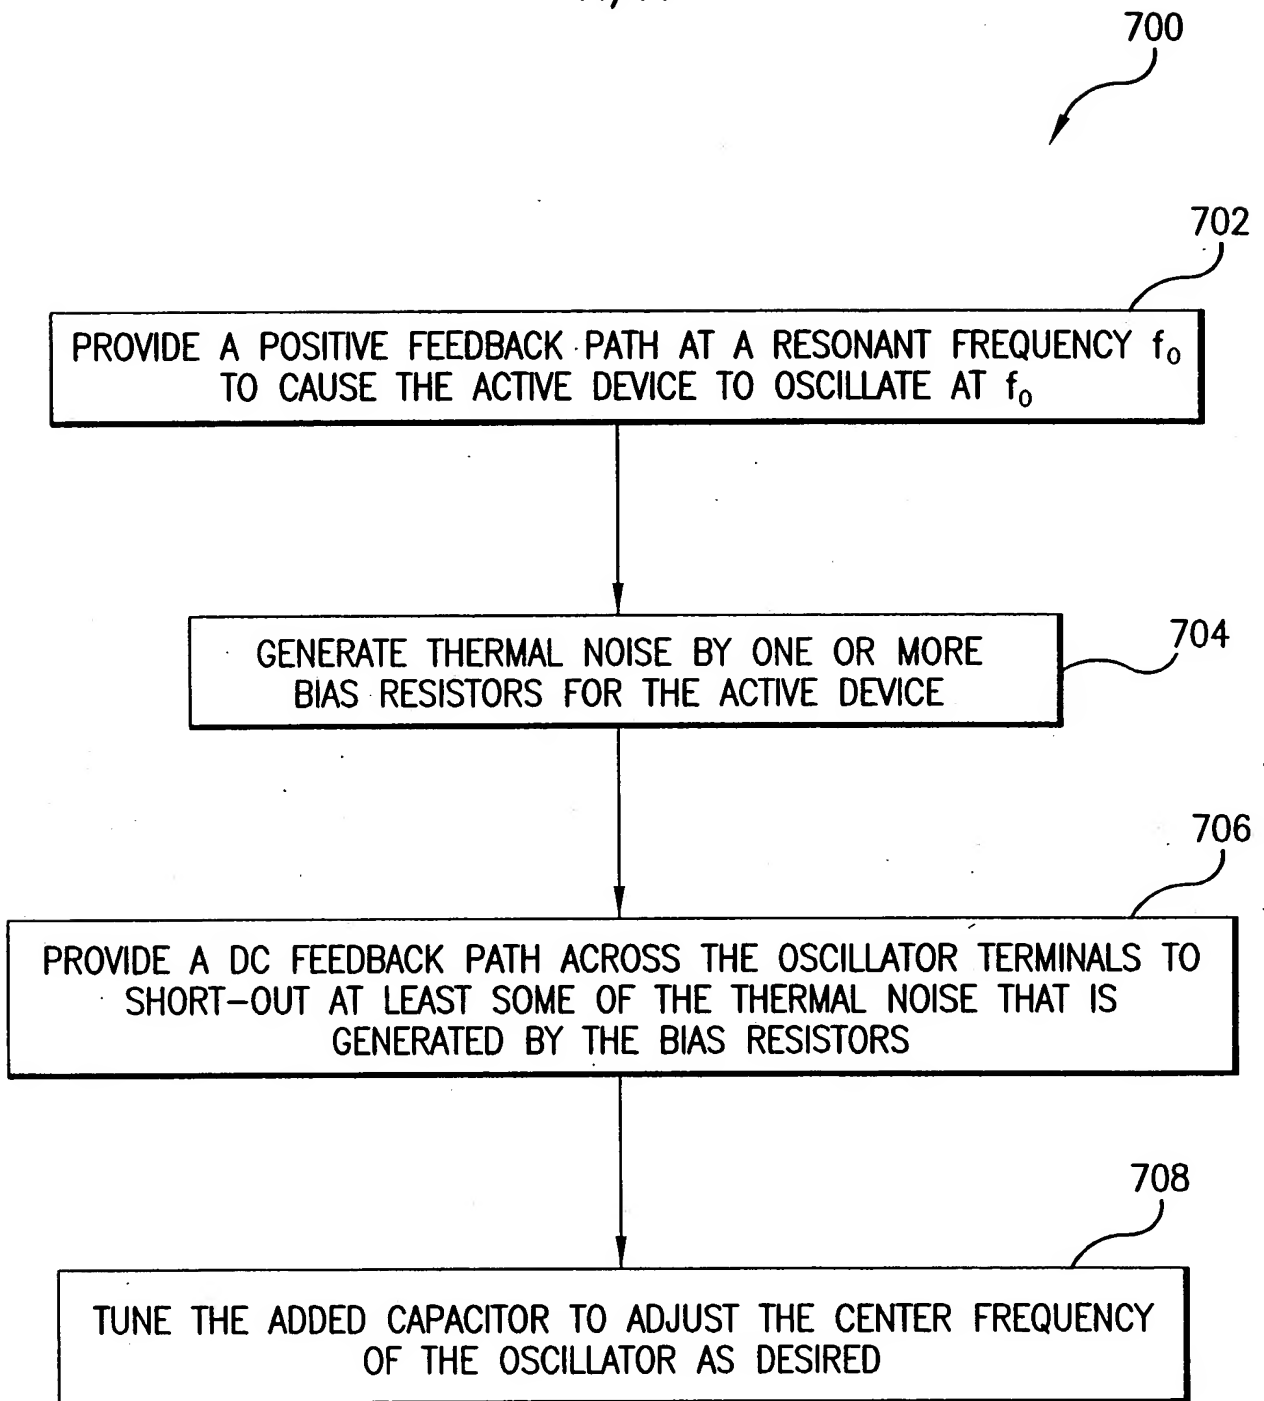 700
702
PROVIDE A POSITIVE FEEDBACK PATH AT A RESONANT FREQUENCY f₀
TO CAUSE THE ACTIVE DEVICE TO OSCILLATE AT f₀
704
GENERATE THERMAL NOISE BY ONE OR MORE
BIAS RESISTORS FOR THE ACTIVE DEVICE
706
PROVIDE A DC FEEDBACK PATH ACROSS THE OSCILLATOR TERMINALS TO
SHORT-OUT AT LEAST SOME OF THE THERMAL NOISE THAT IS
GENERATED BY THE BIAS RESISTORS
708
TUNE THE ADDED CAPACITOR TO ADJUST THE CENTER FREQUENCY
OF THE OSCILLATOR AS DESIRED